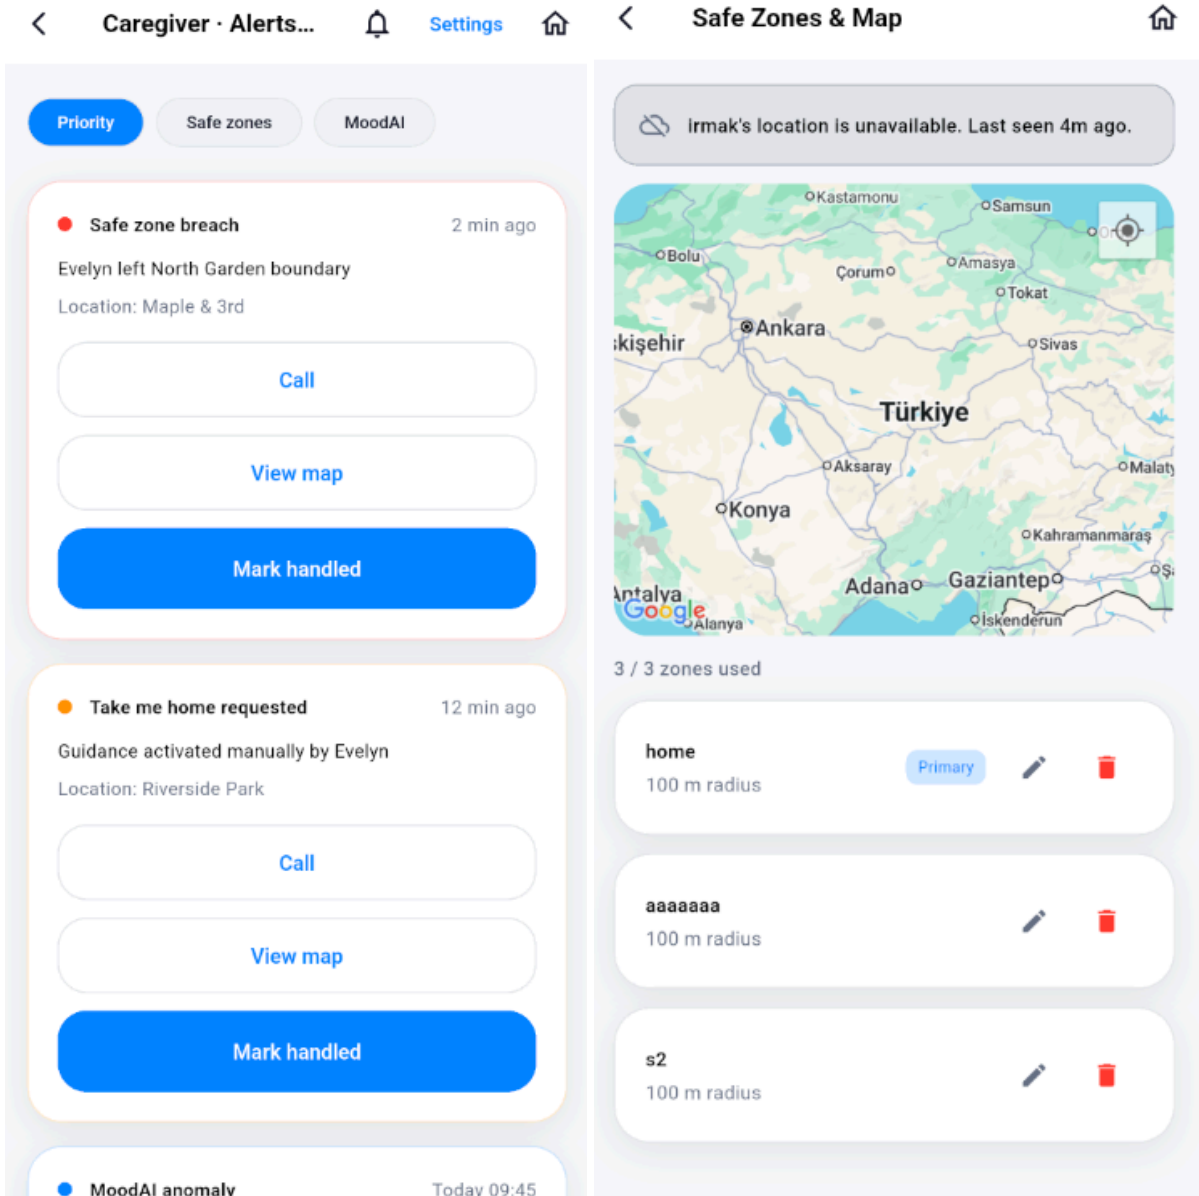 Caregiver · Alerts...
Settings
Priority
Safe zones
MoodAI
Safe zone breach
2 min ago
Evelyn left North Garden boundary
Location: Maple & 3rd
Call
View map
Mark handled
Take me home requested
12 min ago
Guidance activated manually by Evelyn
Location: Riverside Park
Call
View map
Mark handled
MoodAI anomaly
Today 09:45
Safe Zones & Map
irmak's location is unavailable. Last seen 4m ago.
Kastamonu
Samsun
Bolu
Çorum
Amasya
Tokat
Ankara
skişehir
Sivas
Türkiye
Aksaray
Malaty
Konya
Kahramanmaraş
Adana
Gaziantep
Şa
Antalya
Google
Alanya
İskenderun
3 / 3 zones used
home
100 m radius
Primary
aaaaaaa
100 m radius
s2
100 m radius